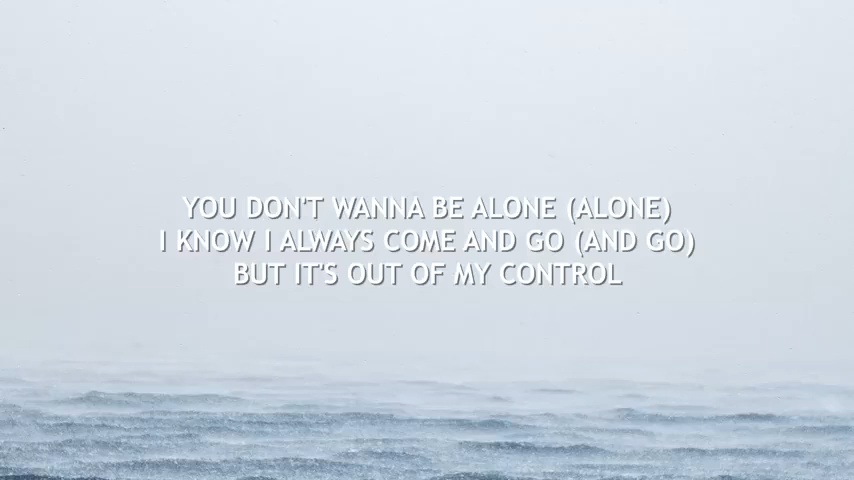 YOU DON'T WANNA BE ALONE (ALONE)
I KNOW I ALWAYS COME AND GO (AND GO)
BUT IT'S OUT OF MY CONTROL